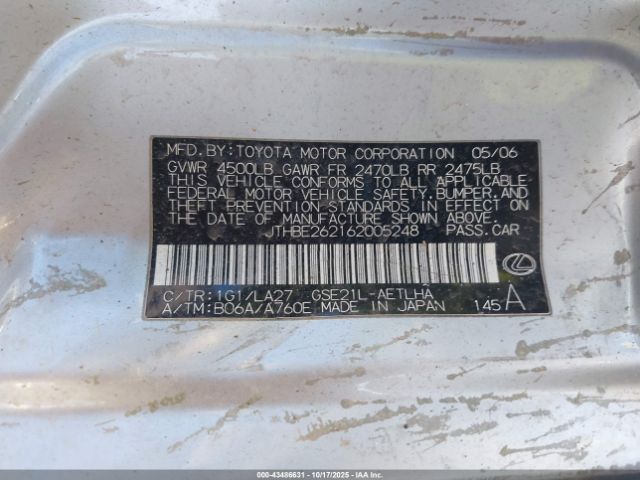 MFD.BY:TOYOTA MOTOR CORPORATION 05/06
GVWR 4500LB GAWR FR 2470LB RR 2475LB
THIS VEHICLE CONFORMS TO ALL APPLICABLE
FEDERAL MOTOR VEHICLE SAFETY,BUMPER,AND
THEFT PREVENTION STANDARDS IN EFFECT ON
THE DATE OF MANUFACTURE SHOWN ABOVE.
JTHBE262162005248 PASS.CAR
C/TR:1G1/LA27 GSE21L-AETLHA
A/TM:B06A/A760E MADE IN JAPAN 145 A
000-43486631 - 10/17/2025 - IAAI.COM